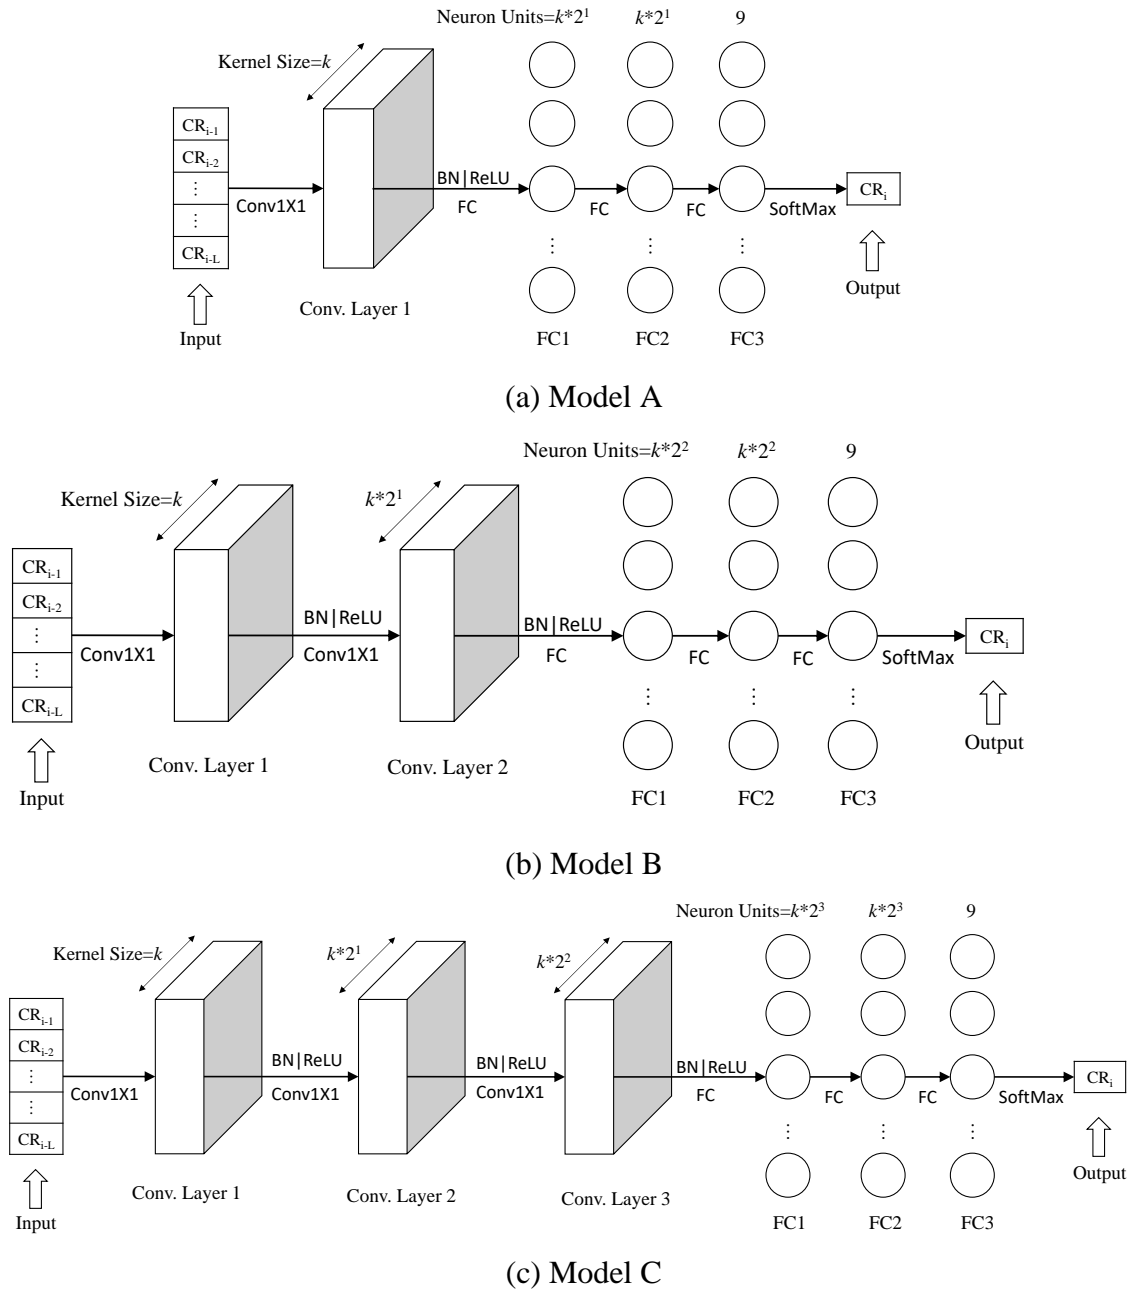 Neuron Units=k*2¹ k*2¹ 9
Kernel Size=k
CRᵢ₋₁
CRᵢ₋₂
⋮
⋮
CR_{i-L}
Conv1X1
BN|ReLU
FC
FC
FC
SoftMax
CRᵢ
⋮ ⋮ ⋮
Input
Conv. Layer 1
FC1 FC2 FC3
Output
(a) Model A
Neuron Units=k*2² k*2² 9
Kernel Size=k
k*2¹
CRᵢ₋₁
CRᵢ₋₂
⋮
⋮
CR_{i-L}
Conv1X1
BN|ReLU
Conv1X1
BN|ReLU
FC
FC
FC
SoftMax
CRᵢ
⋮ ⋮ ⋮
Input
Conv. Layer 1
Conv. Layer 2
FC1 FC2 FC3
Output
(b) Model B
Neuron Units=k*2³ k*2³ 9
Kernel Size=k
k*2¹
k*2²
CRᵢ₋₁
CRᵢ₋₂
⋮
⋮
CR_{i-L}
Conv1X1
BN|ReLU
Conv1X1
BN|ReLU
Conv1X1
BN|ReLU
FC
FC
FC
SoftMax
CRᵢ
⋮ ⋮ ⋮
Input
Conv. Layer 1
Conv. Layer 2
Conv. Layer 3
FC1 FC2 FC3
Output
(c) Model C